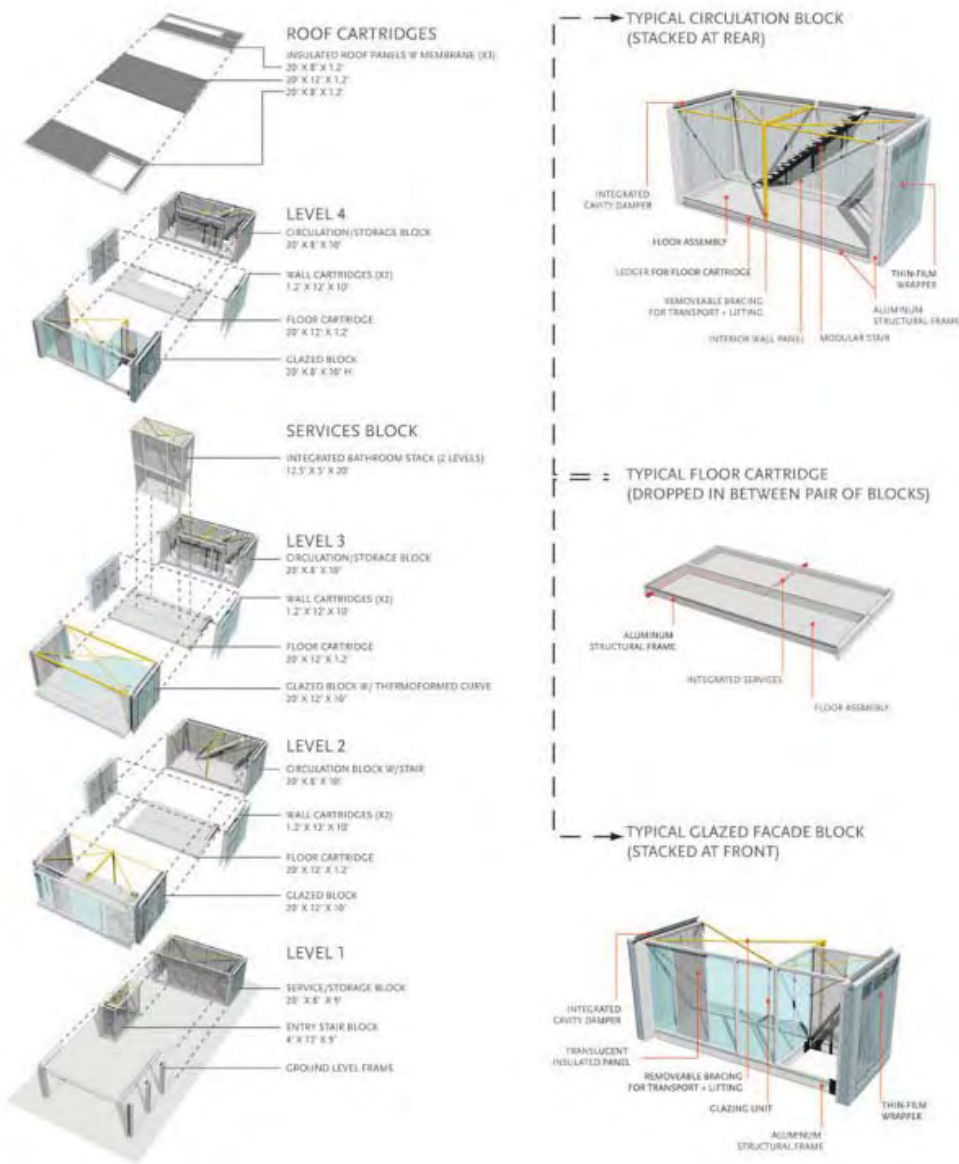 ROOF CARTRIDGES
INSULATED ROOF PANELS W MEMBRANE (X3)
20' X 8' X 1.2'
20' X 12' X 1.2'
20' X 8' X 1.2'
LEVEL 4
CIRCULATION/STORAGE BLOCK
20' X 8' X 10'
WALL CARTRIDGES (X2)
1.2' X 12' X 10'
FLOOR CARTRIDGE
20' X 12' X 1.2'
GLAZED BLOCK
20' X 8' X 10' H
SERVICES BLOCK
INTEGRATED BATHROOM STACK (2 LEVELS)
12.5' X 5' X 20'
LEVEL 3
CIRCULATION/STORAGE BLOCK
20' X 8' X 10'
WALL CARTRIDGES (X2)
1.2' X 12' X 10'
FLOOR CARTRIDGE
20' X 12' X 1.2'
GLAZED BLOCK W/ THERMOFORMED CURVE
20' X 12' X 10'
LEVEL 2
CIRCULATION BLOCK W/STAIR
20' X 8' X 10'
WALL CARTRIDGES (X2)
1.2' X 12' X 10'
FLOOR CARTRIDGE
20' X 12' X 1.2'
GLAZED BLOCK
20' X 12' X 10'
LEVEL 1
SERVICE/STORAGE BLOCK
20' X 8' X 9'
ENTRY STAIR BLOCK
4' X 12' X 9'
GROUND LEVEL FRAME
TYPICAL CIRCULATION BLOCK
(STACKED AT REAR)
INTEGRATED
CAVITY DAMPER
FLOOR ASSEMBLY
LEDGER FOR FLOOR CARTRIDGE
REMOVEABLE BRACING
FOR TRANSPORT + LIFTING
INTERIOR WALL PANEL
MODULAR STAIR
THIN-FILM
WRAPPER
ALUMINUM
STRUCTURAL FRAME
TYPICAL FLOOR CARTRIDGE
(DROPPED IN BETWEEN PAIR OF BLOCKS)
ALUMINUM
STRUCTURAL FRAME
INTEGRATED SERVICES
FLOOR ASSMEBLY
TYPICAL GLAZED FACADE BLOCK
(STACKED AT FRONT)
INTEGRATED
CAVITY DAMPER
TRANSLUCENT
INSULATED PANEL
REMOVEABLE BRACING
FOR TRANSPORT + LIFTING
GLAZING UNIT
ALUMINUM
STRUCTURAL FRAME
THIN-FILM
WRAPPER